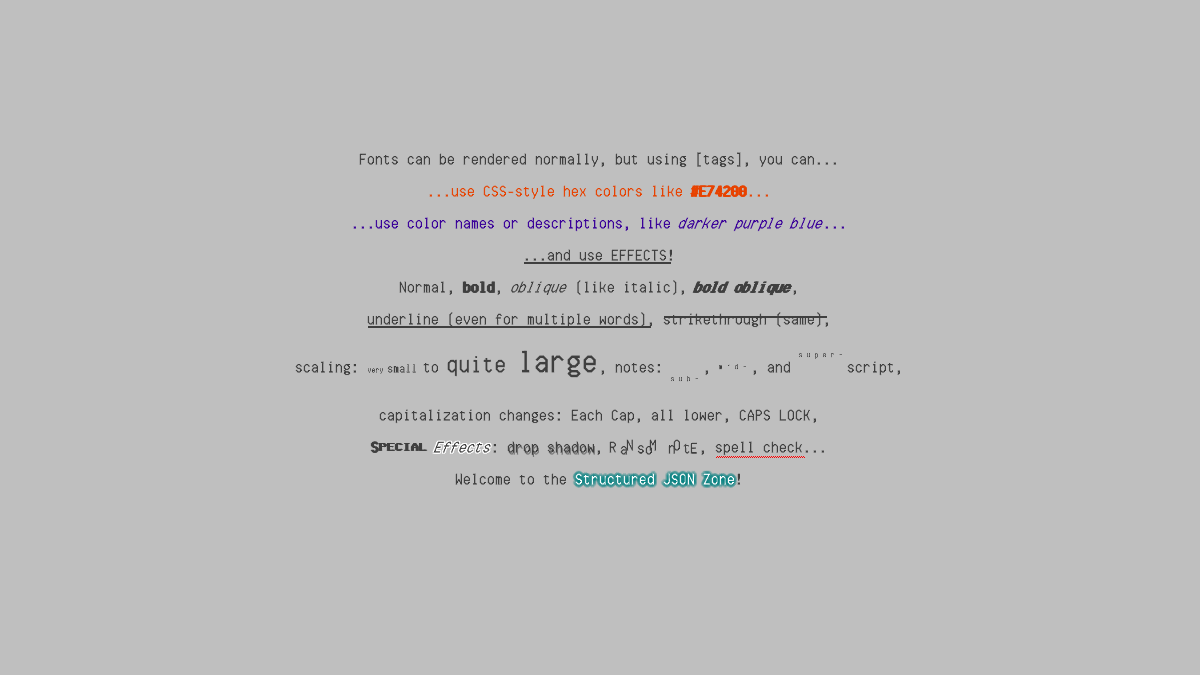 Fonts can be rendered normally, but using [tags], you can...
...use CSS-style hex colors like #E74200...
...use color names or descriptions, like darker purple blue...
...and use EFFECTS!
Normal, bold, oblique (like italic), bold oblique,
underline (even for multiple words), strikethrough (same),
scaling: very small to quite large, notes: sub-, mid-, and super- script,
capitalization changes: Each Cap, all lower, CAPS LOCK,
SPECIAL Effects: drop shadow, RaNsoM nOtE, spell check...
Welcome to the Structured JSON Zone!